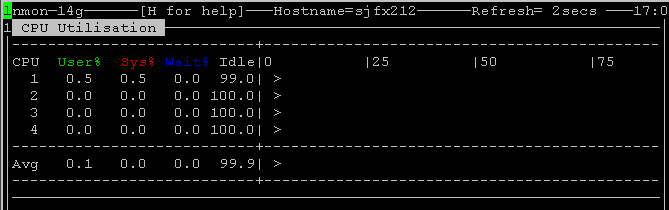 nmon-14g [H for help] Hostname=sjfx212 Refresh= 2secs 17:0
CPU Utilisation
CPU User% Sys% Wait% Idle|0 |25 |50 |75
1 0.5 0.5 0.0 99.0| >
2 0.0 0.0 0.0 100.0| >
3 0.0 0.0 0.0 100.0| >
4 0.0 0.0 0.0 100.0| >
Avg 0.1 0.0 0.0 99.9| >